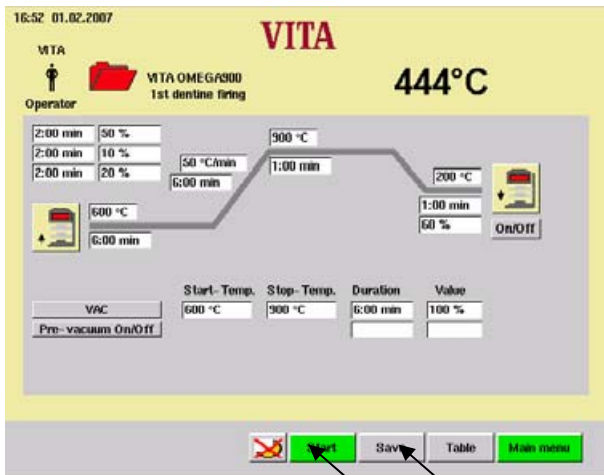 16:52 01.02.2007
VITA
VITA
Operator
VITA OMEGA900
1st dentine firing
444°C
2:00 min 50 %
2:00 min 10 %
2:00 min 20 %
50 °C/min
6:00 min
900 °C
1:00 min
200 °C
1:00 min
60 %
On/Off
600 °C
6:00 min
Start-Temp. Stop-Temp. Duration Value
VAC 600 °C 900 °C 6:00 min 100 %
Pre-vacuum On/Off
Start Save Table Main menu